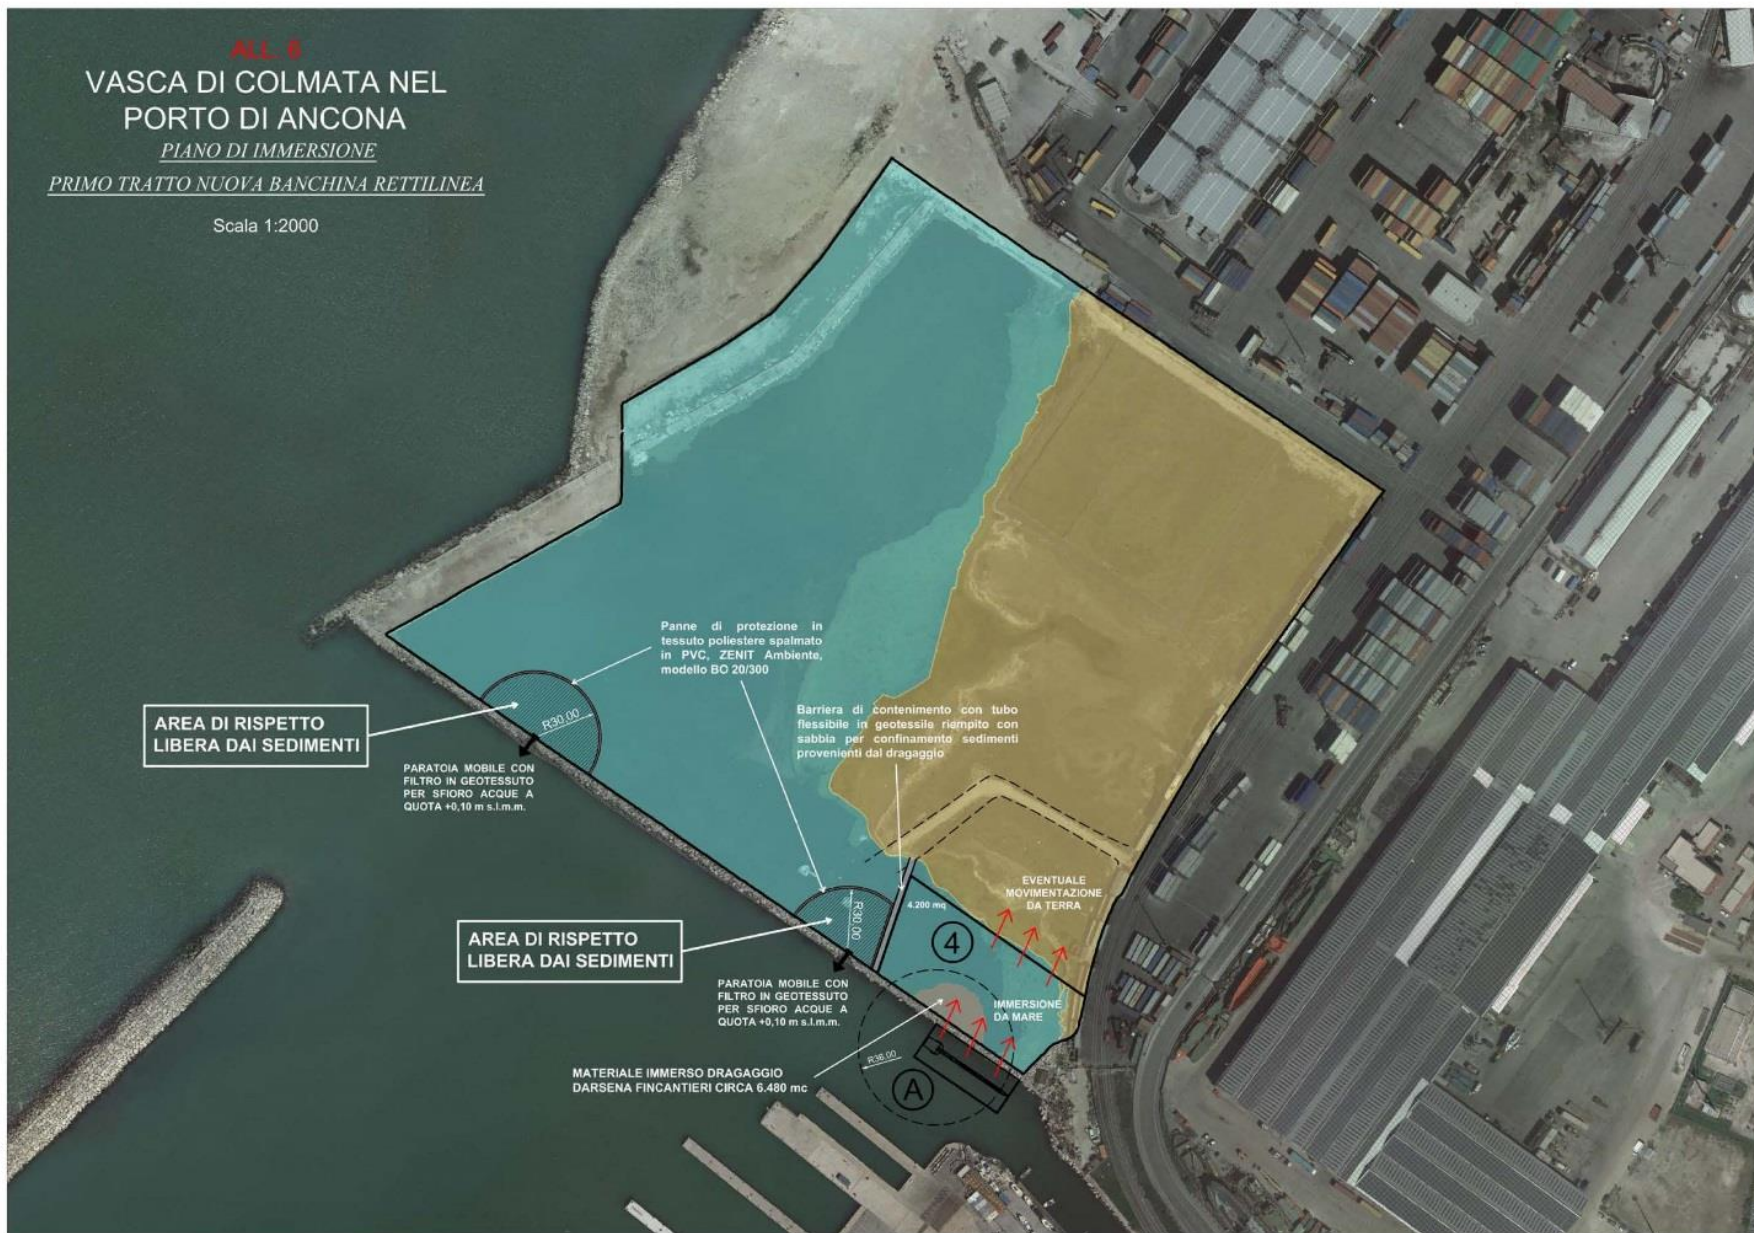 ALL. 6
VASCA DI COLMATA NEL
PORTO DI ANCONA
PIANO DI IMMERSIONE
PRIMO TRATTO NUOVA BANCHINA RETTILINEA
Scala 1:2000
Panne di protezione in
tessuto poliestere spalmato
in PVC, ZENIT Ambiente,
modello BO 20/300
AREA DI RISPETTO
LIBERA DAI SEDIMENTI
R30.00
PARATOIA MOBILE CON
FILTRO IN GEOTESSUTO
PER SFIORO ACQUE A
QUOTA +0,10 m s.l.m.m.
Barriera di contenimento con tubo
flessibile in geotessile riempito con
sabbia per confinamento sedimenti
provenienti dal dragaggio
EVENTUALE
MOVIMENTAZIONE
DA TERRA
4.200 mq
R30.00
4
AREA DI RISPETTO
LIBERA DAI SEDIMENTI
PARATOIA MOBILE CON
FILTRO IN GEOTESSUTO
PER SFIORO ACQUE A
QUOTA +0,10 m s.l.m.m.
IMMERSIONE
DA MARE
R36.00
MATERIALE IMMERSO DRAGAGGIO
DARSENA FINCANTIERI CIRCA 6.480 mc
A